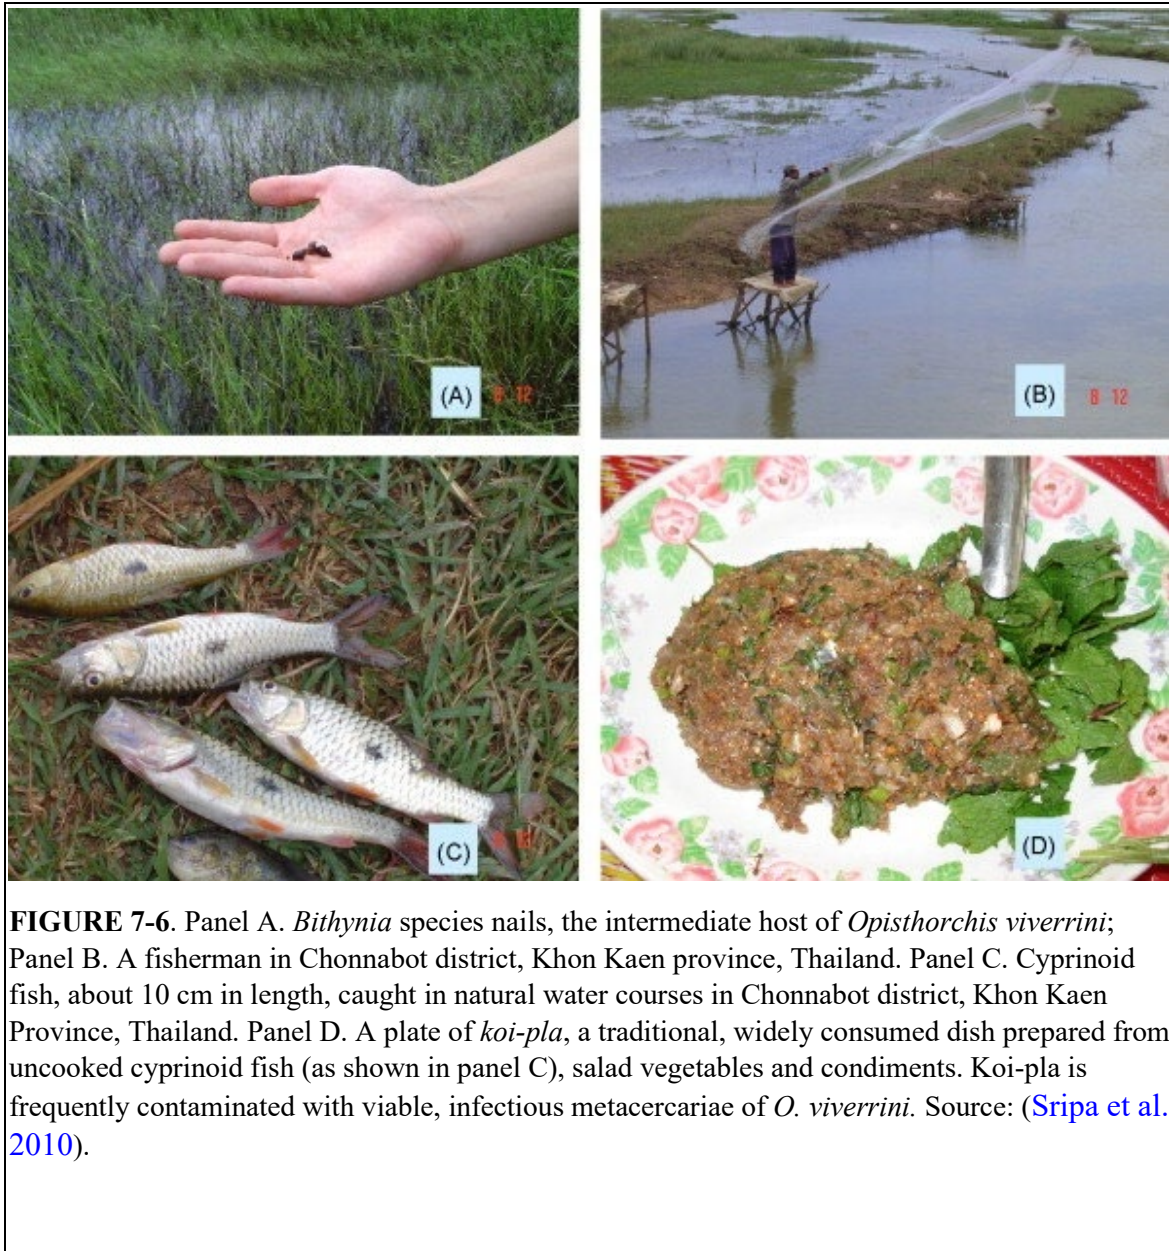 (A)
8 12
(B)
8 12
(C)
(D)
FIGURE 7-6. Panel A. Bithynia species nails, the intermediate host of Opisthorchis viverrini;
Panel B. A fisherman in Chonnabot district, Khon Kaen province, Thailand. Panel C. Cyprinoid
fish, about 10 cm in length, caught in natural water courses in Chonnabot district, Khon Kaen
Province, Thailand. Panel D. A plate of koi-pla, a traditional, widely consumed dish prepared from
uncooked cyprinoid fish (as shown in panel C), salad vegetables and condiments. Koi-pla is
frequently contaminated with viable, infectious metacercariae of O. viverrini. Source: (Sripa et al.
2010).